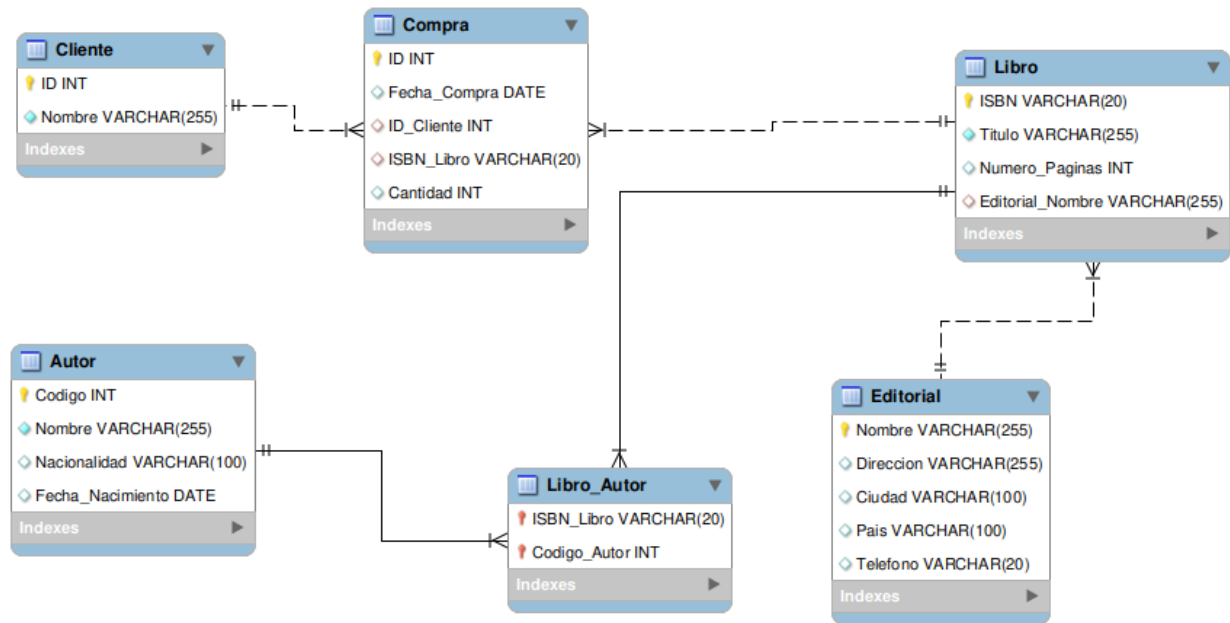 Cliente
ID INT
Nombre VARCHAR(255)
Indexes
Compra
ID INT
Fecha_Compra DATE
ID_Cliente INT
ISBN_Libro VARCHAR(20)
Cantidad INT
Indexes
Libro
ISBN VARCHAR(20)
Titulo VARCHAR(255)
Numero_Paginas INT
Editorial_Nombre VARCHAR(255)
Indexes
Autor
Codigo INT
Nombre VARCHAR(255)
Nacionalidad VARCHAR(100)
Fecha_Nacimiento DATE
Indexes
Libro_Autor
ISBN_Libro VARCHAR(20)
Codigo_Autor INT
Indexes
Editorial
Nombre VARCHAR(255)
Direccion VARCHAR(255)
Ciudad VARCHAR(100)
Pais VARCHAR(100)
Telefono VARCHAR(20)
Indexes